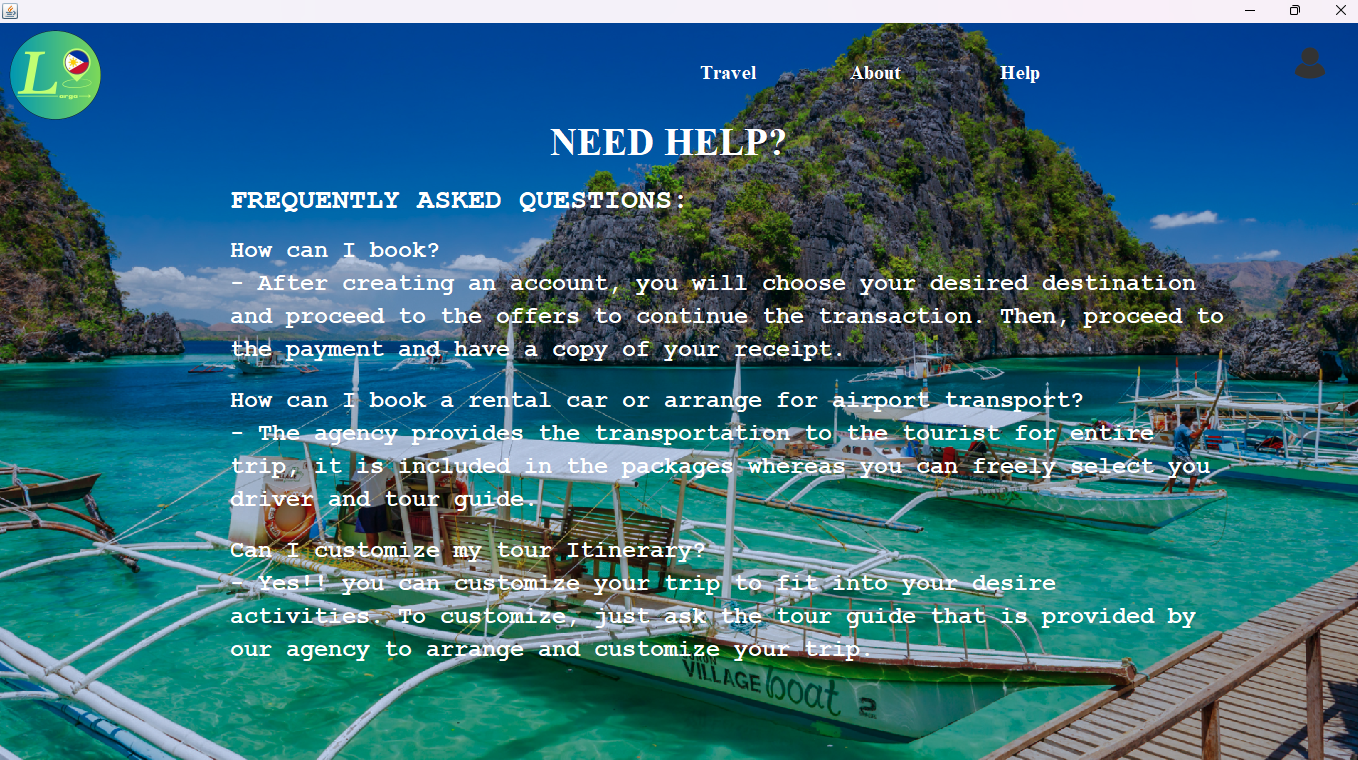 L
argo
Travel
About
Help
NEED HELP?
FREQUENTLY ASKED QUESTIONS:
How can I book?
- After creating an account, you will choose your desired destination
and proceed to the offers to continue the transaction. Then, proceed to
the payment and have a copy of your receipt.
How can I book a rental car or arrange for airport transport?
- The agency provides the transportation to the tourist for entire
trip, it is included in the packages whereas you can freely select you
driver and tour guide.
Can I customize my tour Itinerary?
- Yes!! you can customize your trip to fit into your desire
activities. To customize, just ask the tour guide that is provided by
our agency to arrange and customize your trip.
VILLAGE boat
2